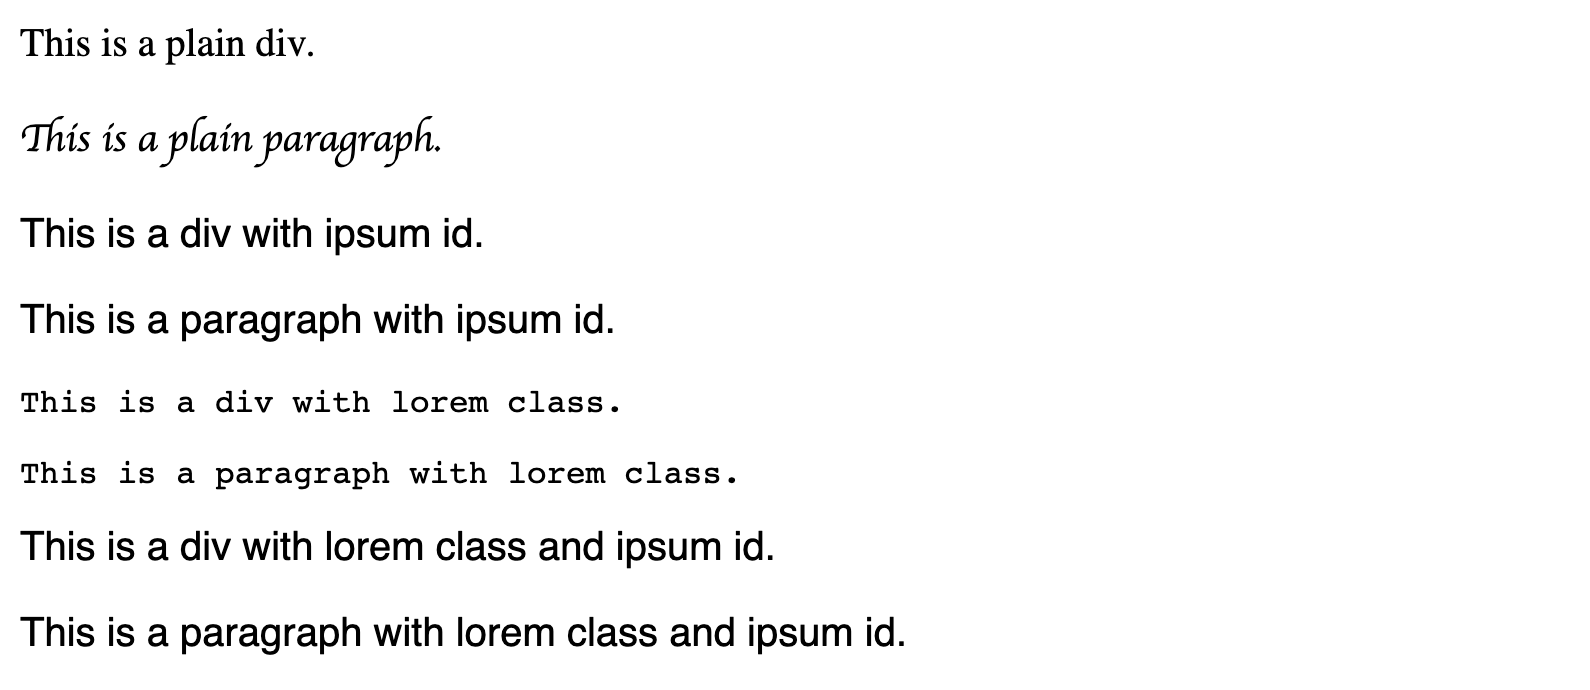 This is a plain div.
This is a plain paragraph.
This is a div with ipsum id.
This is a paragraph with ipsum id.
This is a div with lorem class.
This is a paragraph with lorem class.
This is a div with lorem class and ipsum id.
This is a paragraph with lorem class and ipsum id.